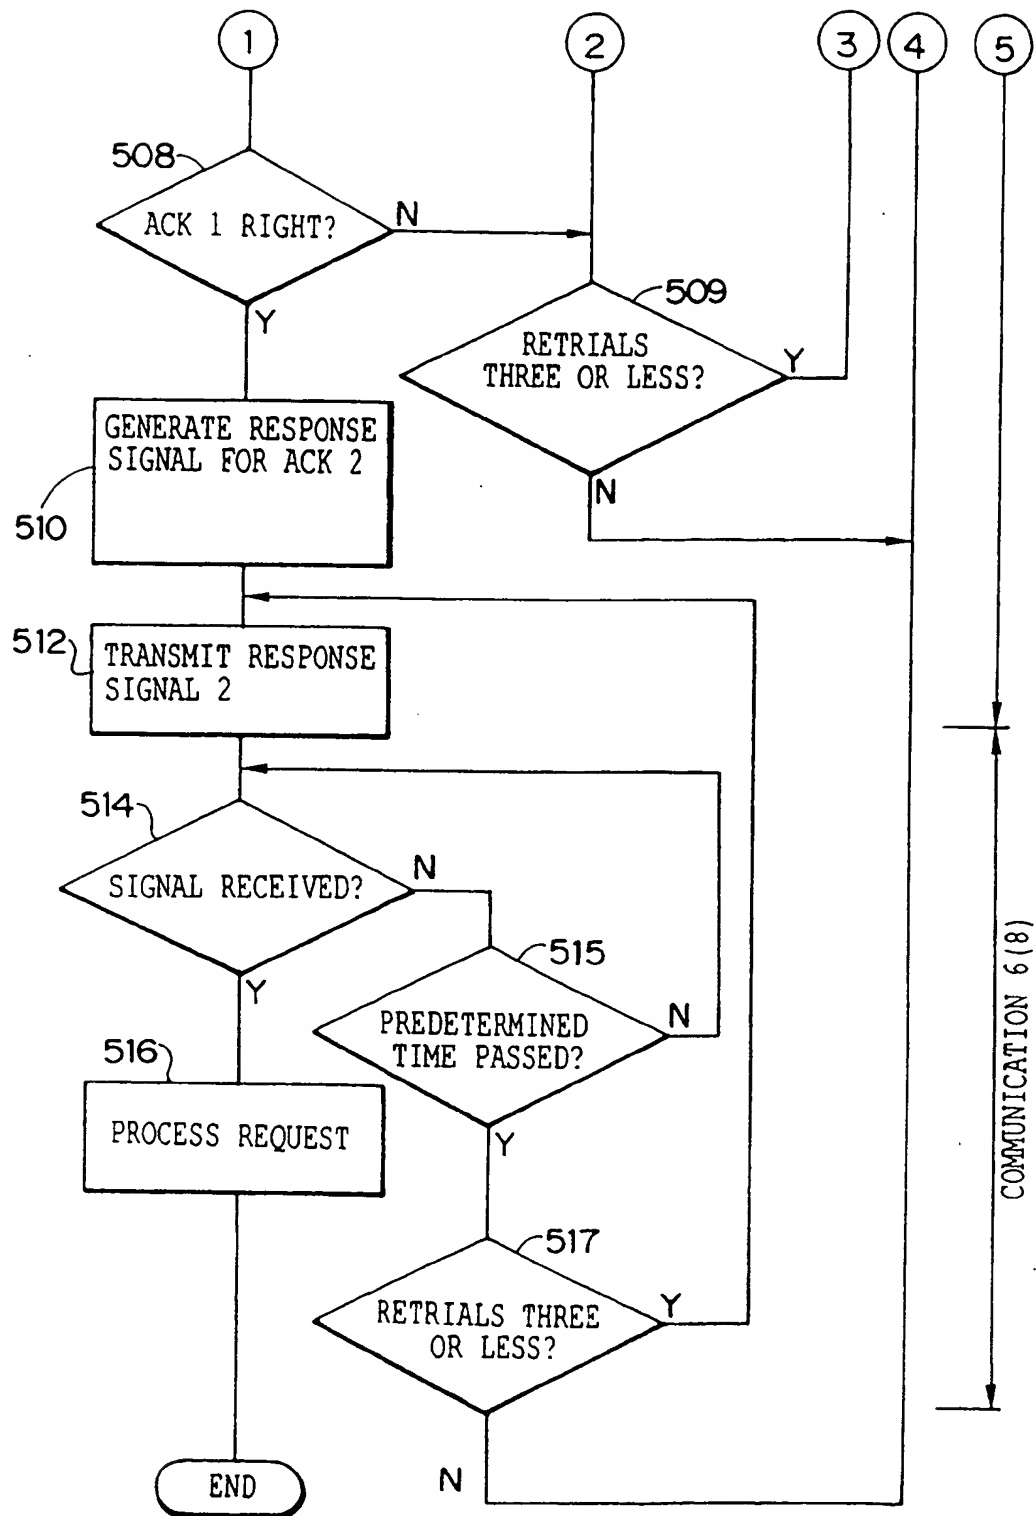 1
2
3
4
5
508
ACK 1 RIGHT?
N
Y
509
RETRIALS
THREE OR LESS?
Y
N
GENERATE RESPONSE
SIGNAL FOR ACK 2
510
512
TRANSMIT RESPONSE
SIGNAL 2
514
SIGNAL RECEIVED?
N
Y
515
PREDETERMINED
TIME PASSED?
N
Y
516
PROCESS REQUEST
517
RETRIALS THREE
OR LESS?
Y
N
END
COMMUNICATION 6(8)